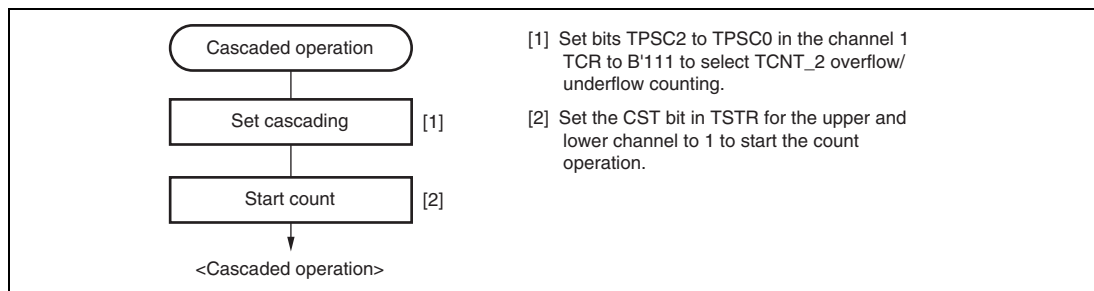 Cascaded operation
Set cascading
[1]
Start count
[2]
<Cascaded operation>
[1] Set bits TPSC2 to TPSC0 in the channel 1
TCR to B'111 to select TCNT_2 overflow/
underflow counting.
[2] Set the CST bit in TSTR for the upper and
lower channel to 1 to start the count
operation.